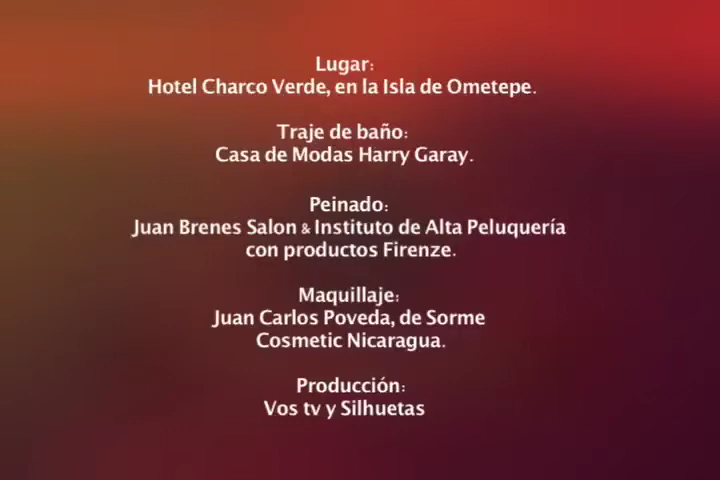 Lugar:
Hotel Charco Verde, en la Isla de Ometepe.
Traje de baño:
Casa de Modas Harry Garay.
Peinado:
Juan Brenes Salon & Instituto de Alta Peluquería
con productos Firenze.
Maquillaje:
Juan Carlos Poveda, de Sorme
Cosmetic Nicaragua.
Producción:
Vos tv y Silhuetas